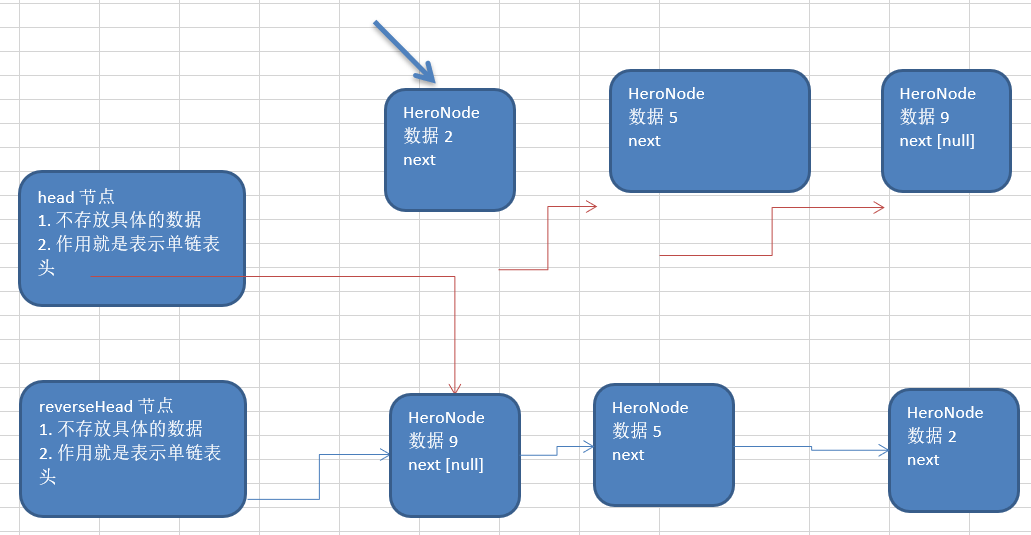 HeroNode
数据 2
next
HeroNode
数据 5
next
HeroNode
数据 9
next [null]
head 节点
1. 不存放具体的数据
2. 作用就是表示单链表
头
reverseHead 节点
1. 不存放具体的数据
2. 作用就是表示单链表
头
HeroNode
数据 9
next [null]
HeroNode
数据 5
next
HeroNode
数据 2
next